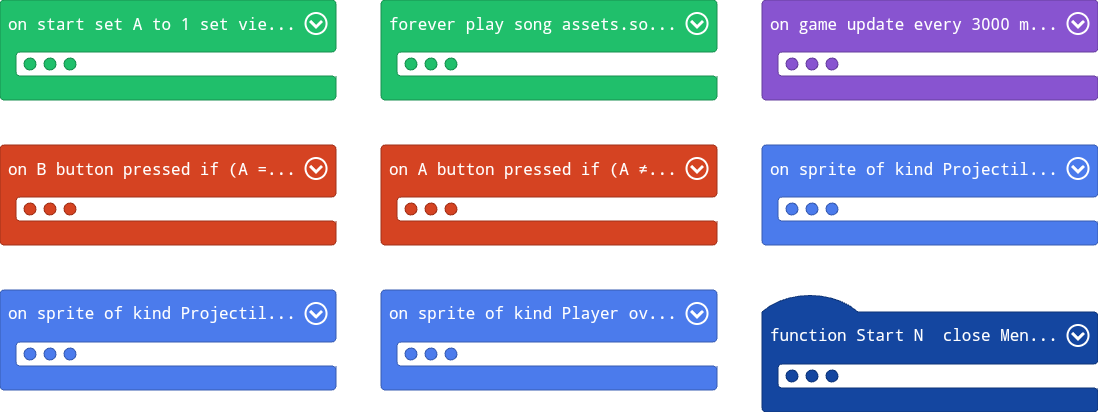 on start set A to 1 set vie...
forever play song assets.so...
on game update every 3000 m...
on B button pressed if (A =...
on A button pressed if (A ≠...
on sprite of kind Projectil...
on sprite of kind Projectil...
on sprite of kind Player ov...
function Start N  close Men...